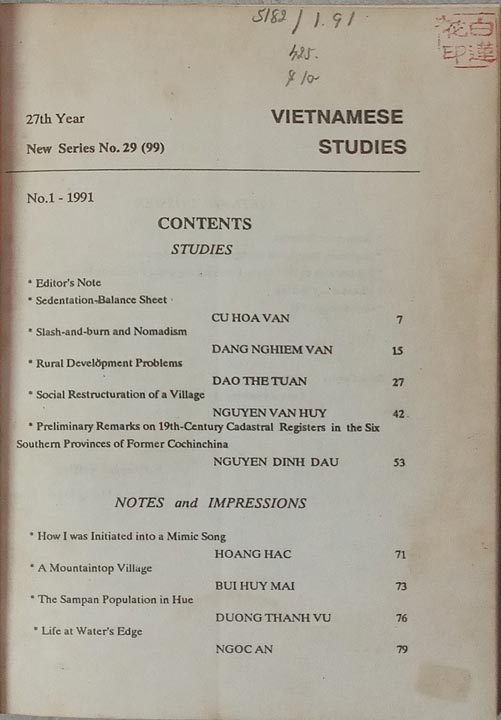 5182 / 1.91
27th Year
VIETNAMESE
New Series No. 29 (99)
STUDIES
No.1 - 1991
CONTENTS
STUDIES
* Editor's Note
* Sedentation-Balance Sheet
CU HOA VAN 7
* Slash-and-burn and Nomadism
DANG NGHIEM VAN 15
* Rural Development Problems
DAO THE TUAN 27
* Social Restructuration of a Village
NGUYEN VAN HUY 42
* Preliminary Remarks on 19th-Century Cadastral Registers in the Six
Southern Provinces of Former Cochinchina
NGUYEN DINH DAU 53
NOTES and IMPRESSIONS
* How I was Initiated into a Mimic Song
HOANG HAC 71
* A Mountaintop Village
BUI HUY MAI 73
* The Sampan Population in Hue
DUONG THANH VU 76
* Life at Water's Edge
NGOC AN 79